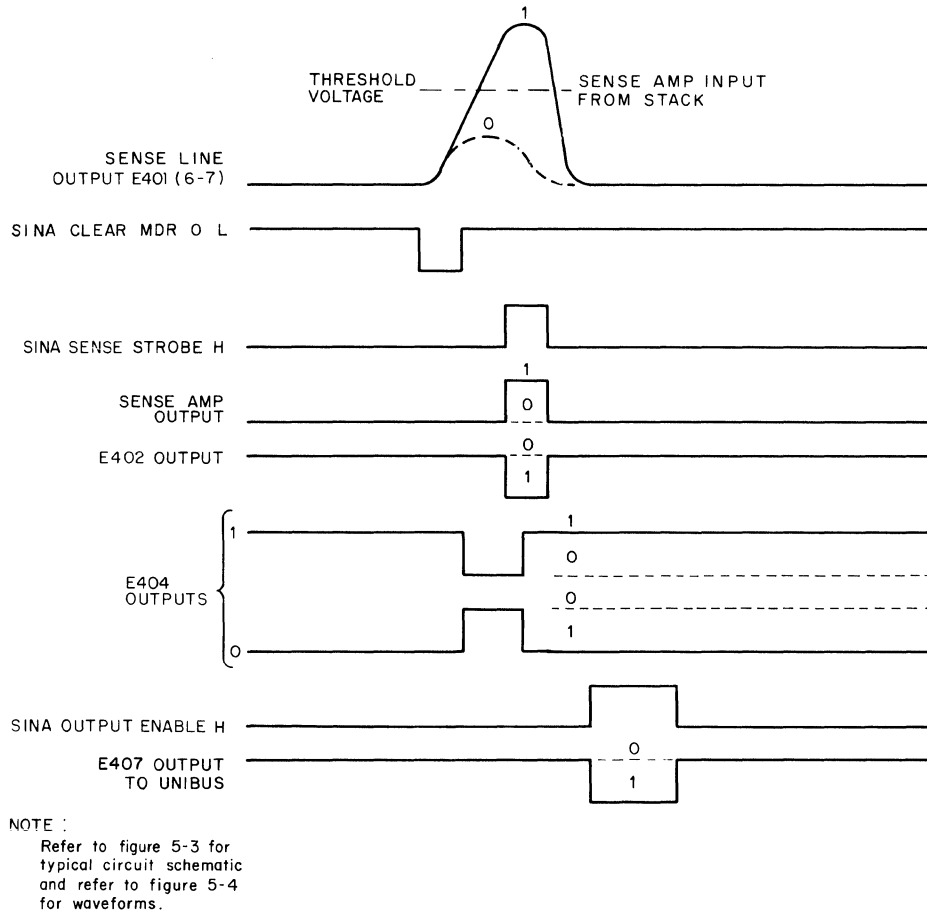 1
THRESHOLD
VOLTAGE
SENSE AMP INPUT
FROM STACK
0
SENSE LINE
OUTPUT E401 (6-7)
SINA CLEAR MDR 0 L
SINA SENSE STROBE H
1
SENSE AMP
OUTPUT
0
0
E402 OUTPUT
1
1
1
0
E404
OUTPUTS
0
1
0
SINA OUTPUT ENABLE H
0
E407 OUTPUT
TO UNIBUS
1
NOTE :
Refer to figure 5-3 for
typical circuit schematic
and refer to figure 5-4
for waveforms.